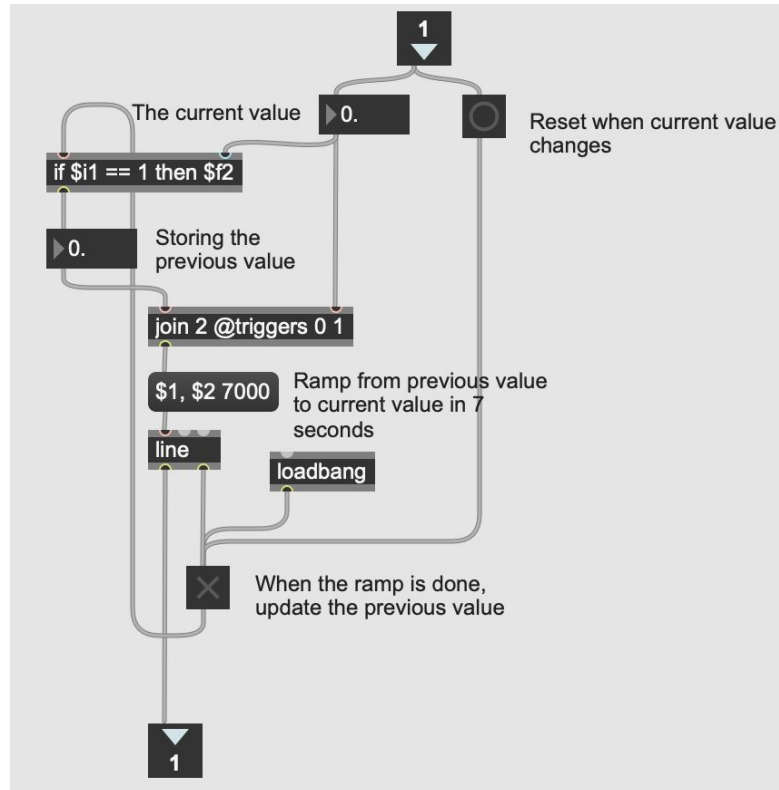 1
The current value
0.
Reset when current value
changes
if $i1 == 1 then $f2
0.
Storing the
previous value
join 2 @triggers 0 1
$1, $2 7000
Ramp from previous value
to current value in 7
seconds
line
loadbang
When the ramp is done,
update the previous value
1